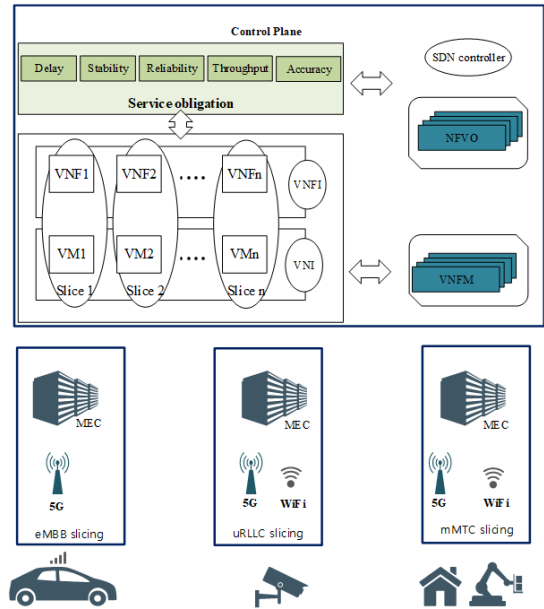 Control Plane
Delay Stability Reliability Throughput Accuracy
Service obligation
SDN controller
NFVO
VNF1 VNF2 .... VNFn VNFI
VM1 VM2 .... VMn VNI
Slice 1 Slice 2 Slice n
VNFM
MEC MEC MEC
5G 5G WiFi 5G WiFi
eMBB slicing uRLLC slicing mMTC slicing